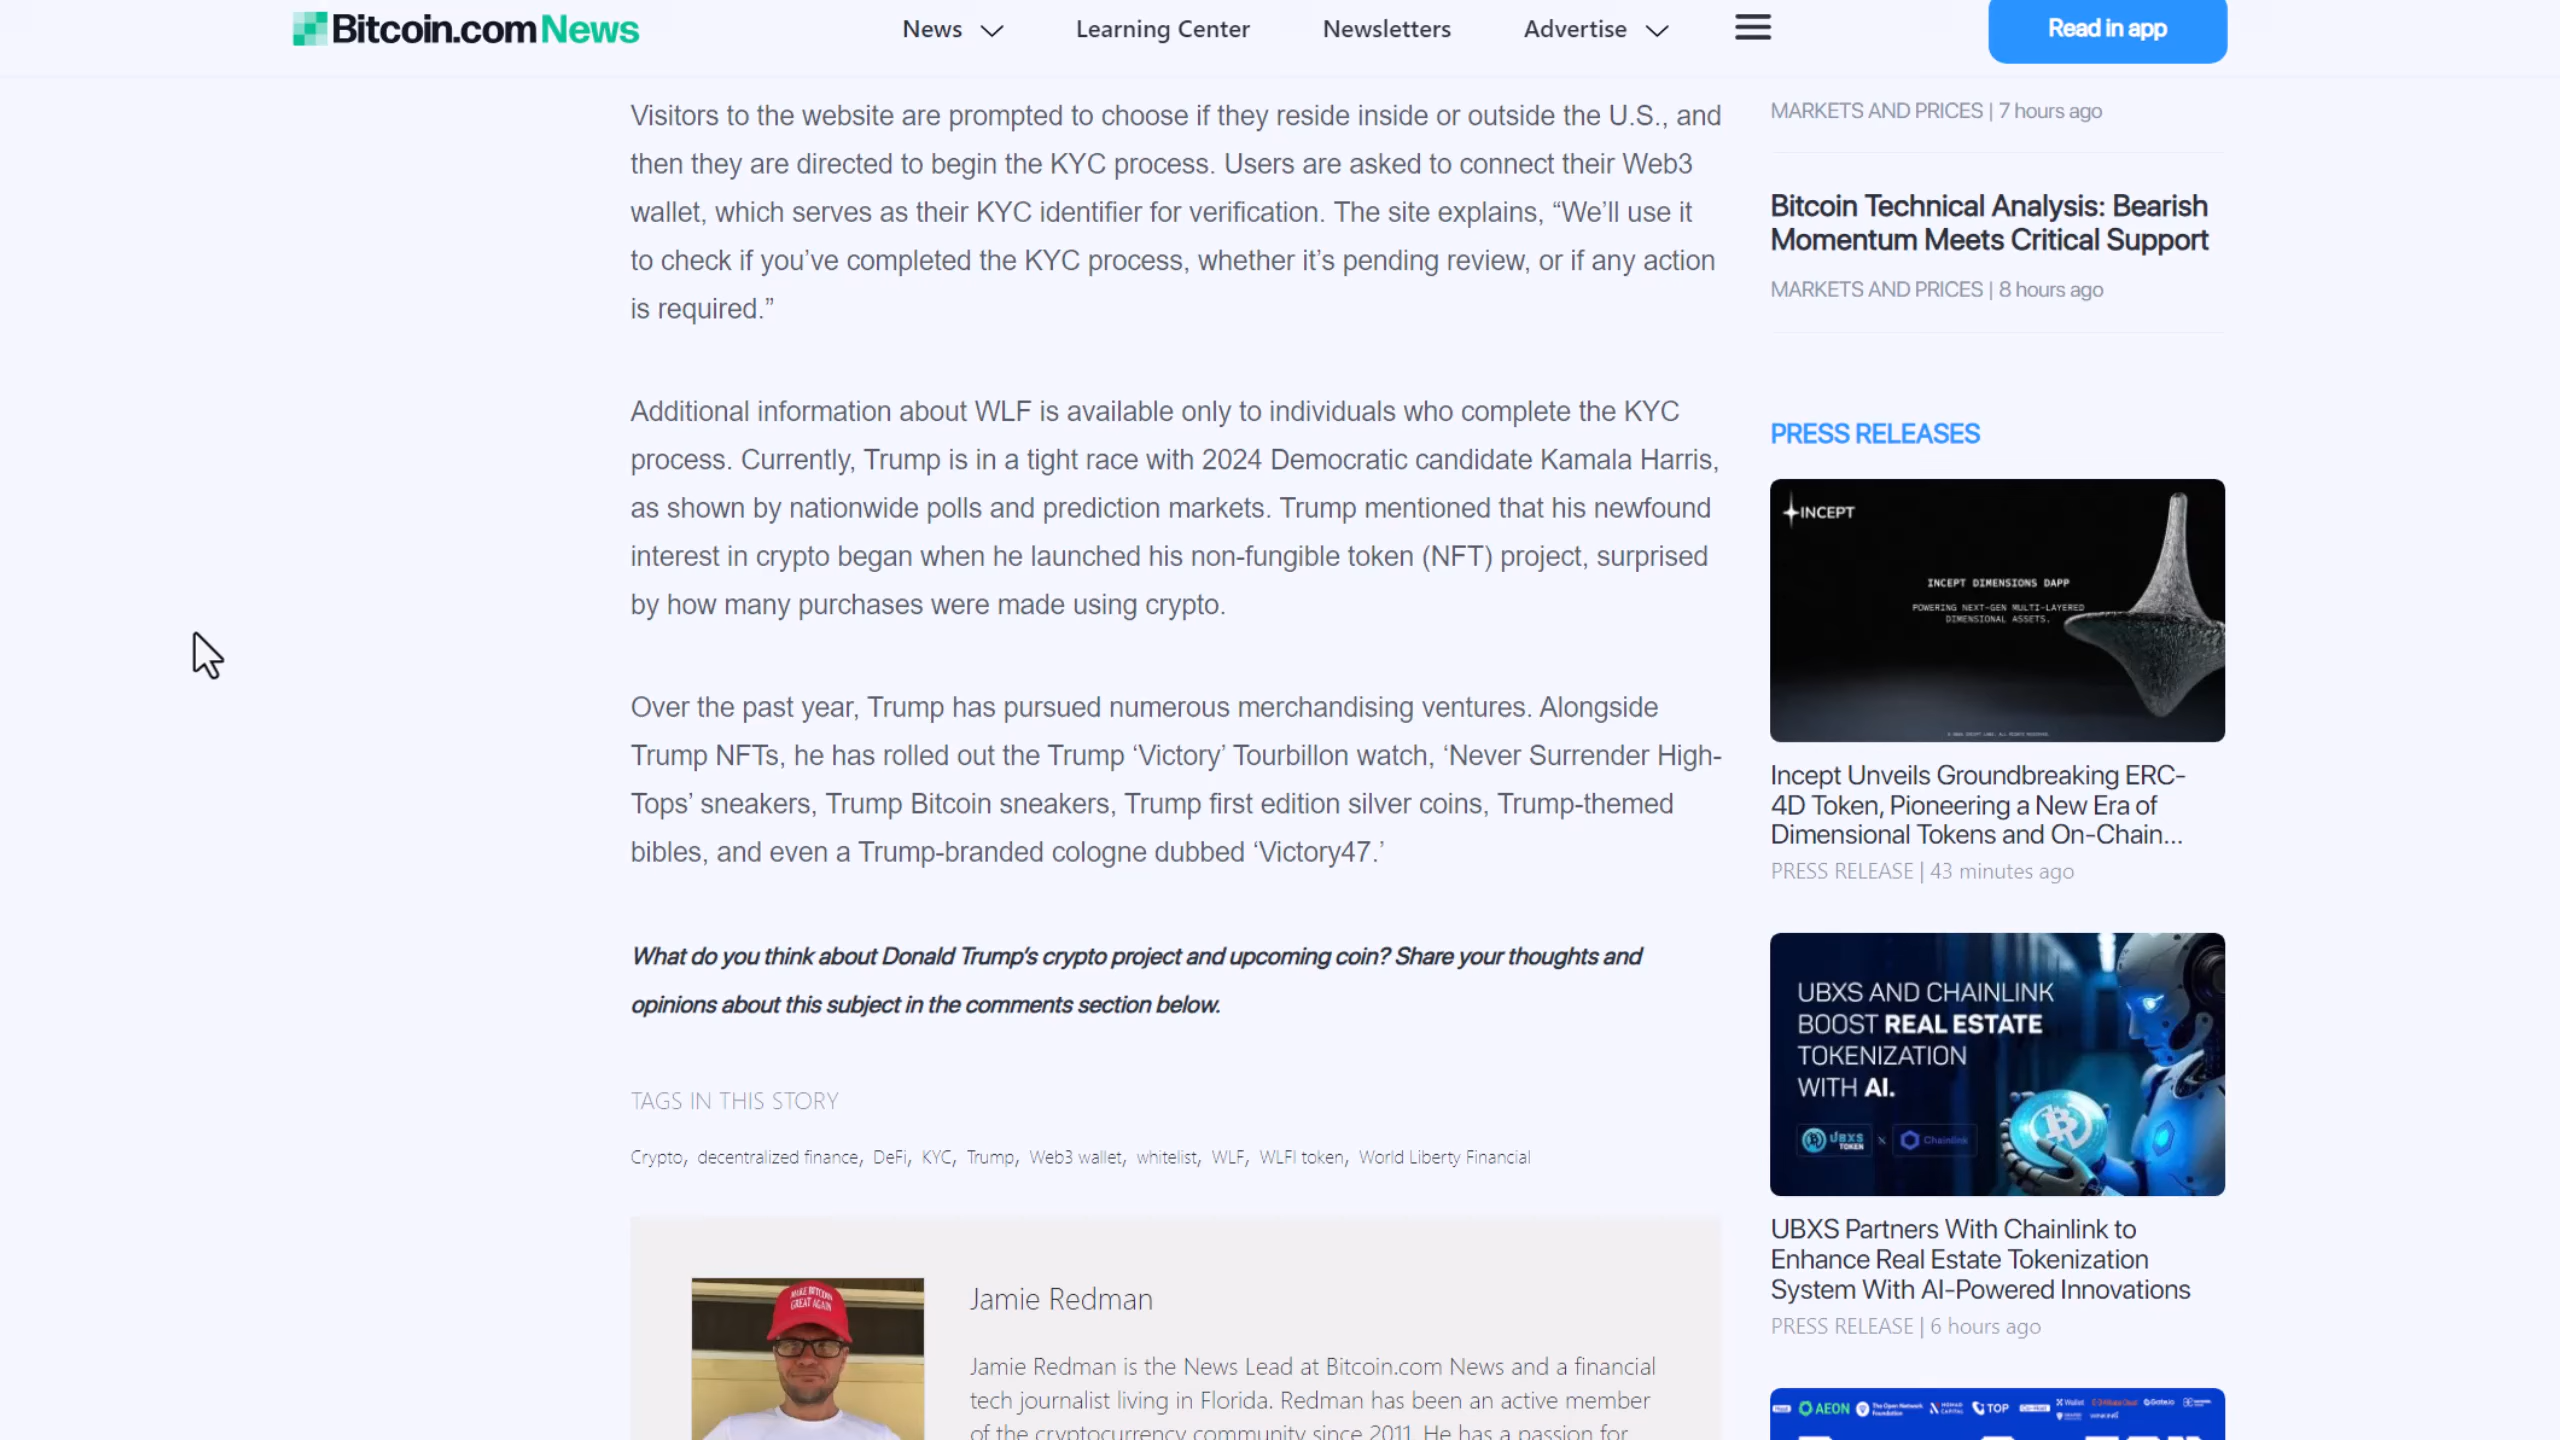 Bitcoin.com News
News
Learning Center
Newsletters
Advertise
Read in app
Visitors to the website are prompted to choose if they reside inside or outside the U.S., and
then they are directed to begin the KYC process. Users are asked to connect their Web3
wallet, which serves as their KYC identifier for verification. The site explains, “We’ll use it
to check if you’ve completed the KYC process, whether it’s pending review, or if any action
is required.”
Additional information about WLF is available only to individuals who complete the KYC
process. Currently, Trump is in a tight race with 2024 Democratic candidate Kamala Harris,
as shown by nationwide polls and prediction markets. Trump mentioned that his newfound
interest in crypto began when he launched his non-fungible token (NFT) project, surprised
by how many purchases were made using crypto.
Over the past year, Trump has pursued numerous merchandising ventures. Alongside
Trump NFTs, he has rolled out the Trump ‘Victory’ Tourbillon watch, ‘Never Surrender High-
Tops’ sneakers, Trump Bitcoin sneakers, Trump first edition silver coins, Trump-themed
bibles, and even a Trump-branded cologne dubbed ‘Victory47.’
What do you think about Donald Trump’s crypto project and upcoming coin? Share your thoughts and
opinions about this subject in the comments section below.
TAGS IN THIS STORY
Crypto, decentralized finance, DeFi, KYC, Trump, Web3 wallet, whitelist, WLF, WLFI token, World Liberty Financial
MAKE BITCOIN
GREAT AGAIN
Jamie Redman
Jamie Redman is the News Lead at Bitcoin.com News and a financial
tech journalist living in Florida. Redman has been an active member
of the cryptocurrency community since 2011. He has a passion for
MARKETS AND PRICES | 7 hours ago
Bitcoin Technical Analysis: Bearish
Momentum Meets Critical Support
MARKETS AND PRICES | 8 hours ago
PRESS RELEASES
INCEPT
INCEPT DIMENSIONS DAPP
POWERING NEXT-GEN MULTI-LAYERED
DIMENSIONAL ASSETS.
Incept Unveils Groundbreaking ERC-
4D Token, Pioneering a New Era of
Dimensional Tokens and On-Chain...
PRESS RELEASE | 43 minutes ago
UBXS AND CHAINLINK
BOOST REAL ESTATE
TOKENIZATION
WITH AI.
UBXS TOKEN x Chainlink
UBXS Partners With Chainlink to
Enhance Real Estate Tokenization
System With AI-Powered Innovations
PRESS RELEASE | 6 hours ago
AEON
The Open Network Foundation
TOP
Wallet
Gate.io